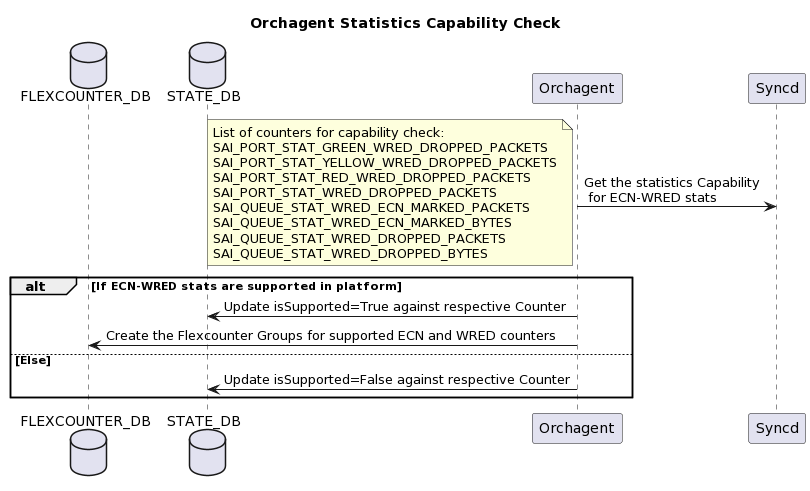 Orchagent Statistics Capability Check
FLEXCOUNTER_DB
STATE_DB
Orchagent
Syncd
List of counters for capability check:
SAI_PORT_STAT_GREEN_WRED_DROPPED_PACKETS
SAI_PORT_STAT_YELLOW_WRED_DROPPED_PACKETS
SAI_PORT_STAT_RED_WRED_DROPPED_PACKETS
SAI_PORT_STAT_WRED_DROPPED_PACKETS
SAI_QUEUE_STAT_WRED_ECN_MARKED_PACKETS
SAI_QUEUE_STAT_WRED_ECN_MARKED_BYTES
SAI_QUEUE_STAT_WRED_DROPPED_PACKETS
SAI_QUEUE_STAT_WRED_DROPPED_BYTES
Get the statistics Capability
for ECN-WRED stats
alt
[If ECN-WRED stats are supported in platform]
Update isSupported=True against respective Counter
Create the Flexcounter Groups for supported ECN and WRED counters
[Else]
Update isSupported=False against respective Counter
FLEXCOUNTER_DB
STATE_DB
Orchagent
Syncd